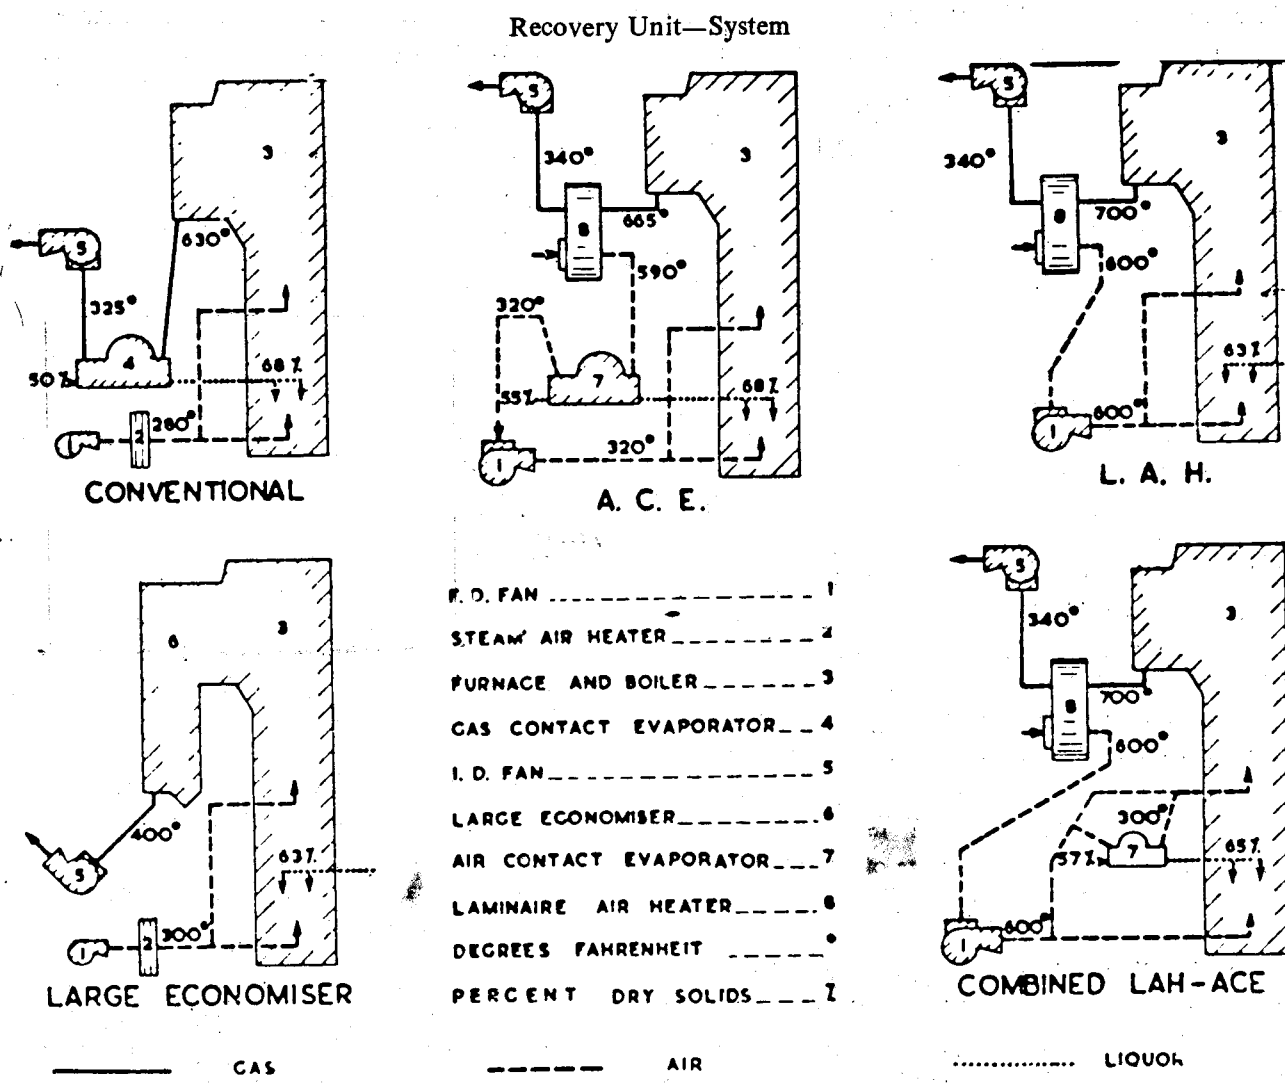 Recovery Unit—System
5
3
630°
325°
4
50%
68%
1
2
280°
CONVENTIONAL
5
340°
3
8
665°
590°
320°
7
55%
68%
1
320°
A. C. E.
5
340°
3
8
700°
600°
63%
1
600°
L. A. H.
6
3
400°
5
63%
1
2
300°
LARGE ECONOMISER
F. D. FAN 1
STEAM AIR HEATER 2
FURNACE AND BOILER 3
GAS CONTACT EVAPORATOR 4
I. D. FAN 5
LARGE ECONOMISER 6
AIR CONTACT EVAPORATOR 7
LAMINAIRE AIR HEATER 8
DEGREES FAHRENHEIT °
PERCENT DRY SOLIDS %
5
340°
3
8
700°
600°
300°
57%
7
65%
1
600°
COMBINED LAH-ACE
GAS
AIR
LIQUOR